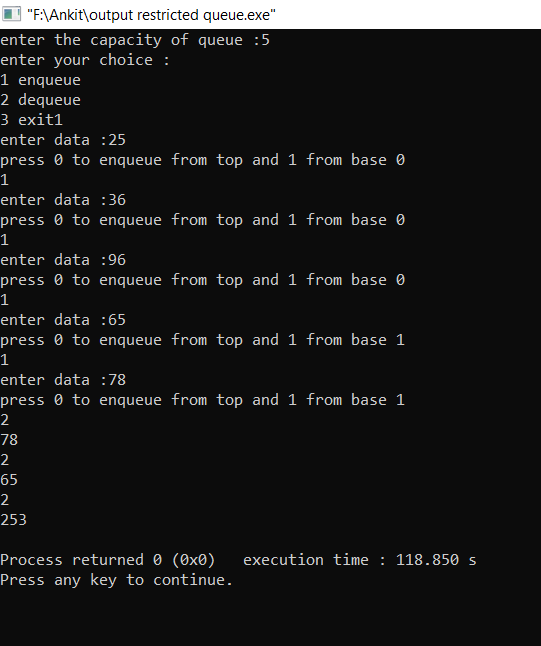 "F:\Ankit\output restricted queue.exe"
enter the capacity of queue :5
enter your choice :
1 enqueue
2 dequeue
3 exit1
enter data :25
press 0 to enqueue from top and 1 from base 0
1
enter data :36
press 0 to enqueue from top and 1 from base 0
1
enter data :96
press 0 to enqueue from top and 1 from base 0
1
enter data :65
press 0 to enqueue from top and 1 from base 1
1
enter data :78
press 0 to enqueue from top and 1 from base 1
2
78
2
65
2
253
Process returned 0 (0x0)   execution time : 118.850 s
Press any key to continue.